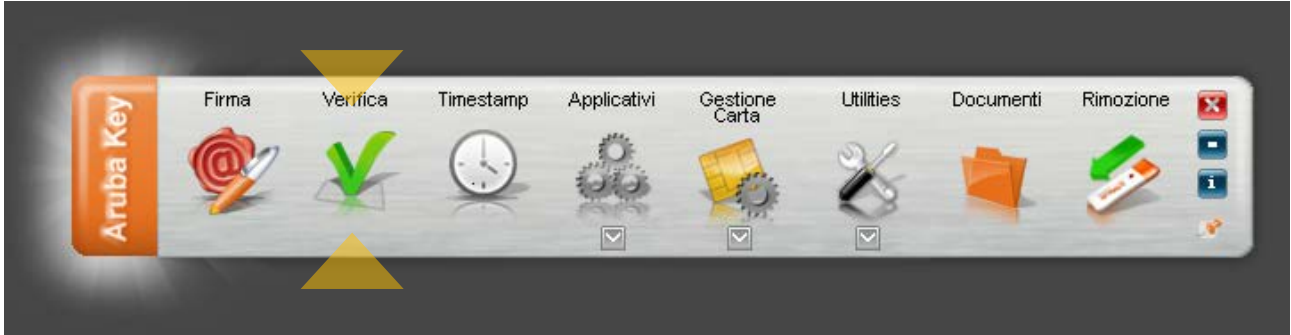 Aruba Key
Firma
Verifica
Timestamp
Applicativi
Gestione
Carta
Utilities
Documenti
Rimozione